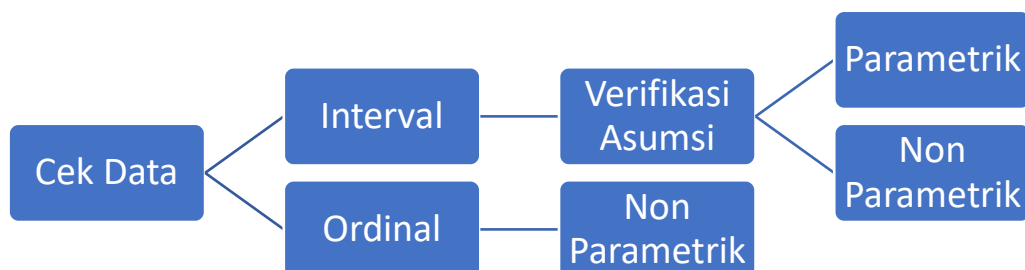 Cek Data
Interval
Ordinal
Verifikasi
Asumsi
Non
Parametrik
Parametrik
Non
Parametrik